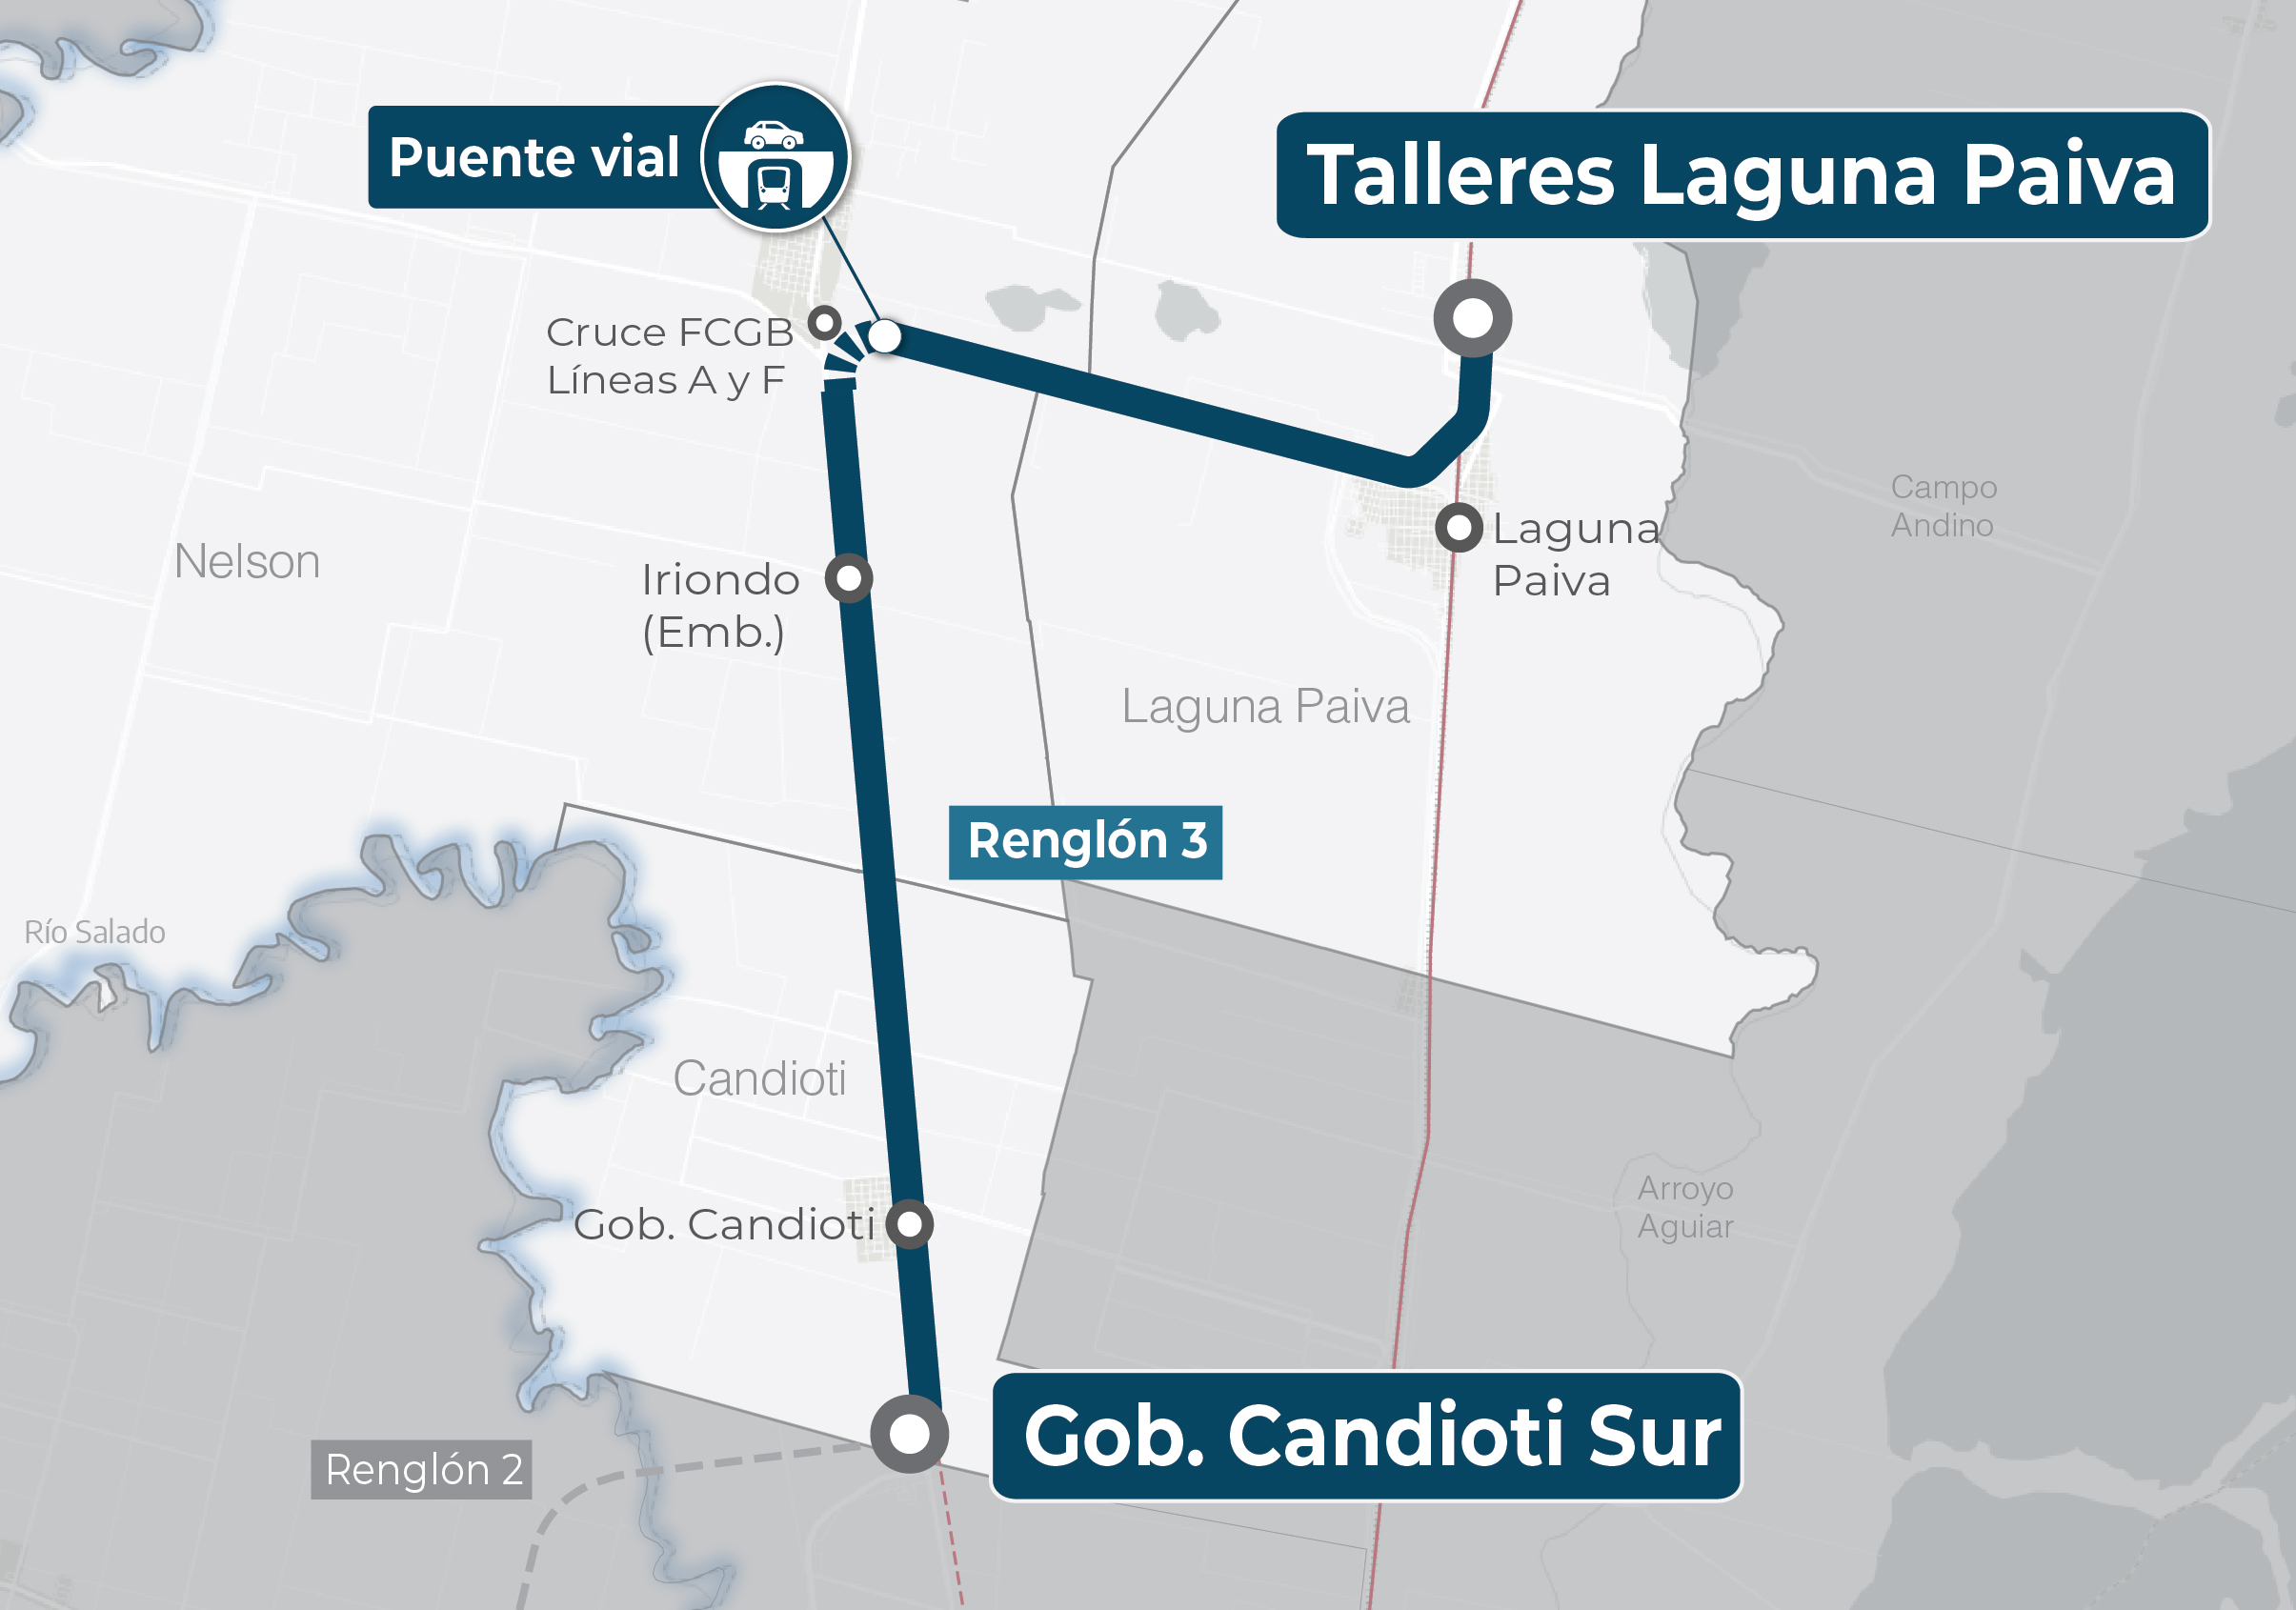 Puente vial
Talleres Laguna Paiva
Cruce FCGB
Líneas A y F
Campo
Andino
Nelson
Iriondo
(Emb.)
Laguna
Paiva
Laguna Paiva
Renglón 3
Río Salado
Candioti
Gob. Candioti
Arroyo
Aguiar
Gob. Candioti Sur
Renglón 2